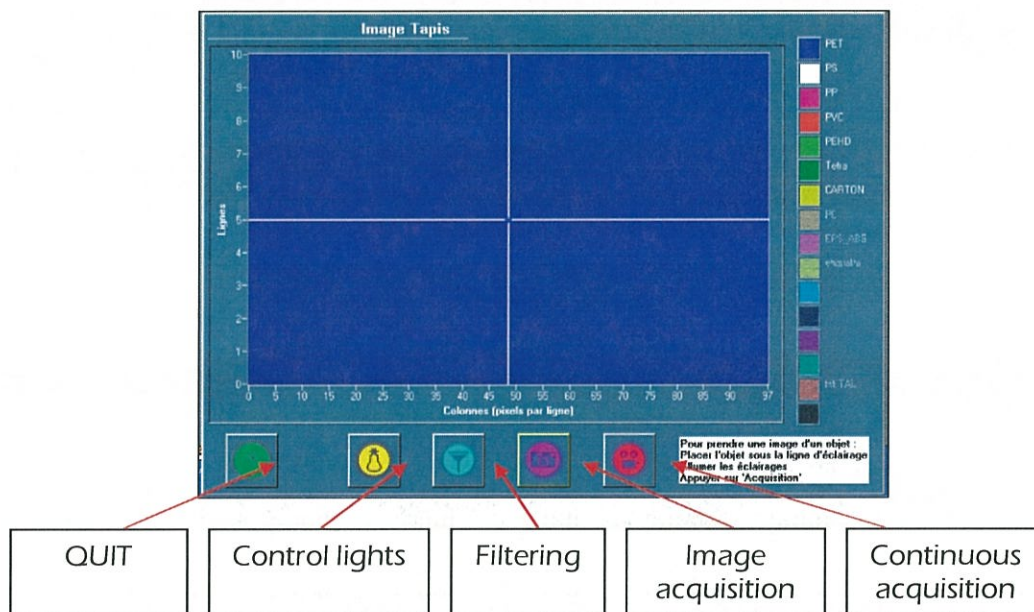 Image Tapis
10
9
8
7
6
5
4
3
2
1
0
Lignes
0 5 10 15 20 25 30 35 40 45 50 55 60 65 70 75 80 85 90 97
Colonnes (pixels par ligne)
PET
PS
PP
PVC
PEHD
Tetra
CARTON
PC
EPS_ABS
METAL
Pour prendre une image d'un objet :
Placer l'objet sous la ligne d'éclairage
Allumer les éclairages
Appuyer sur 'Acquisition'
QUIT
Control lights
Filtering
Image
acquisition
Continuous
acquisition